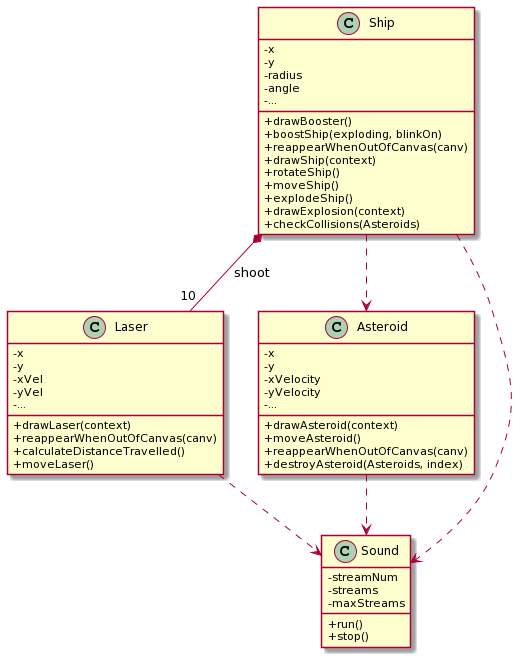 C Ship
-x
-y
-radius
-angle
-...
+drawBooster()
+boostShip(exploding, blinkOn)
+reappearWhenOutOfCanvas(canv)
+drawShip(context)
+rotateShip()
+moveShip()
+explodeShip()
+drawExplosion(context)
+checkCollisions(Asteroids)
shoot
10
C Laser
-x
-y
-xVel
-yVel
-...
+drawLaser(context)
+reappearWhenOutOfCanvas(canv)
+calculateDistanceTravelled()
+moveLaser()
C Asteroid
-x
-y
-xVelocity
-yVelocity
-...
+drawAsteroid(context)
+moveAsteroid()
+reappearWhenOutOfCanvas(canv)
+destroyAsteroid(Asteroids, index)
C Sound
-streamNum
-streams
-maxStreams
+run()
+stop()